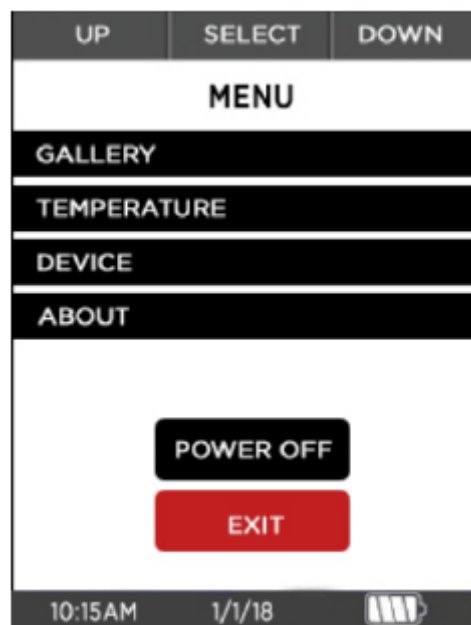 UP SELECT DOWN
MENU
GALLERY
TEMPERATURE
DEVICE
ABOUT
POWER OFF
EXIT
10:15AM 1/1/18